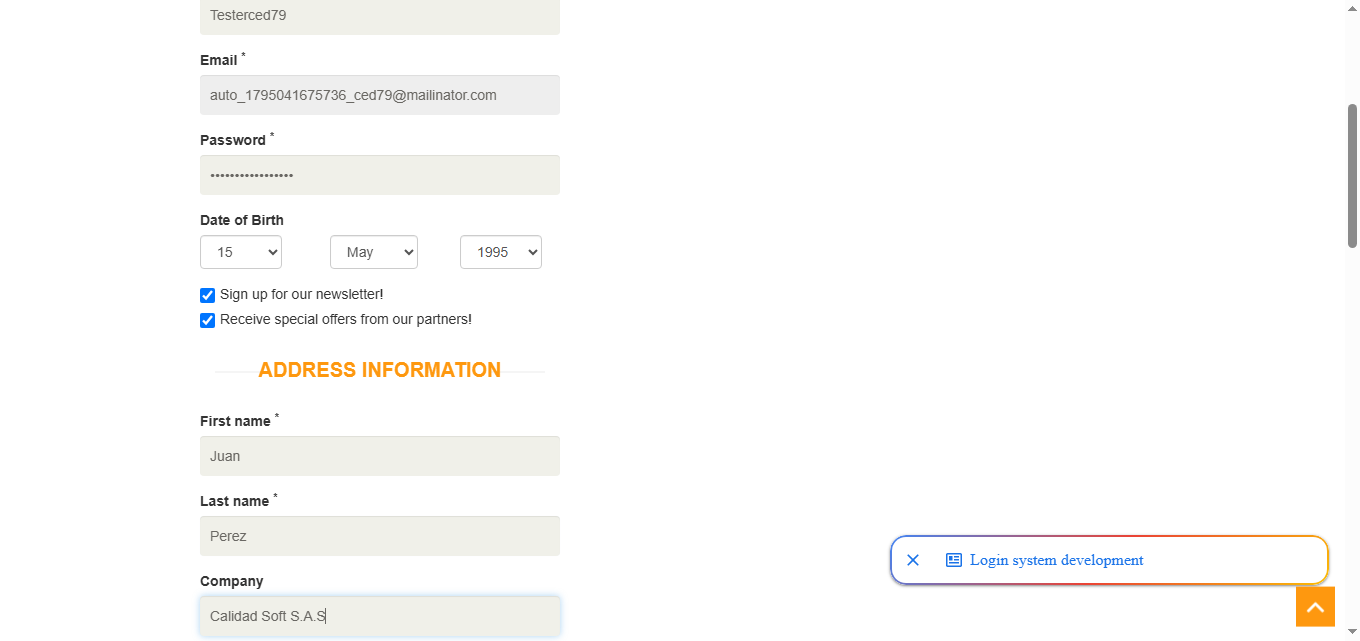 Testerced79
Email *
auto_1795041675736_ced79@mailinator.com
Password *
•••••••••••••••••
Date of Birth
15 May 1995
Sign up for our newsletter!
Receive special offers from our partners!
ADDRESS INFORMATION
First name *
Juan
Last name *
Perez
Company
Calidad Soft S.A.S
Login system development